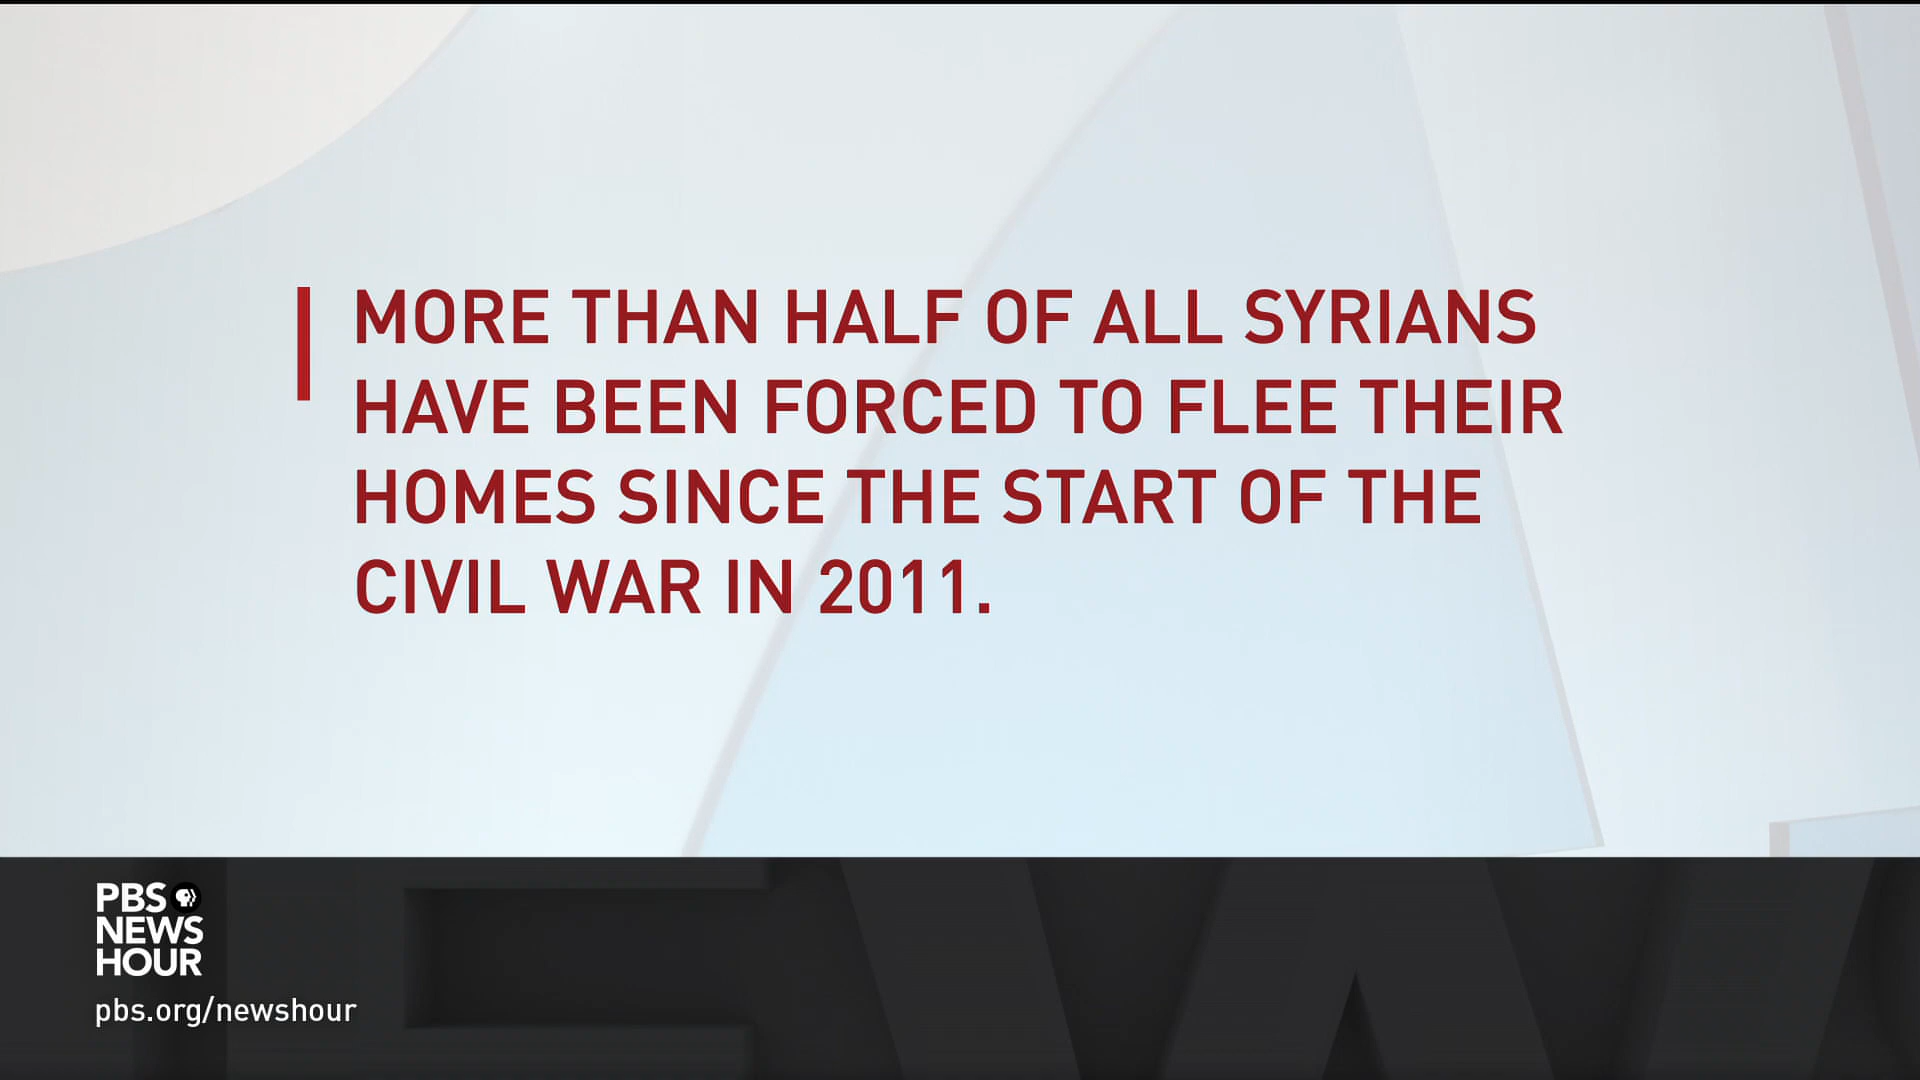 MORE THAN HALF OF ALL SYRIANS
HAVE BEEN FORCED TO FLEE THEIR
HOMES SINCE THE START OF THE
CIVIL WAR IN 2011.
PBS
NEWS
HOUR
pbs.org/newshour